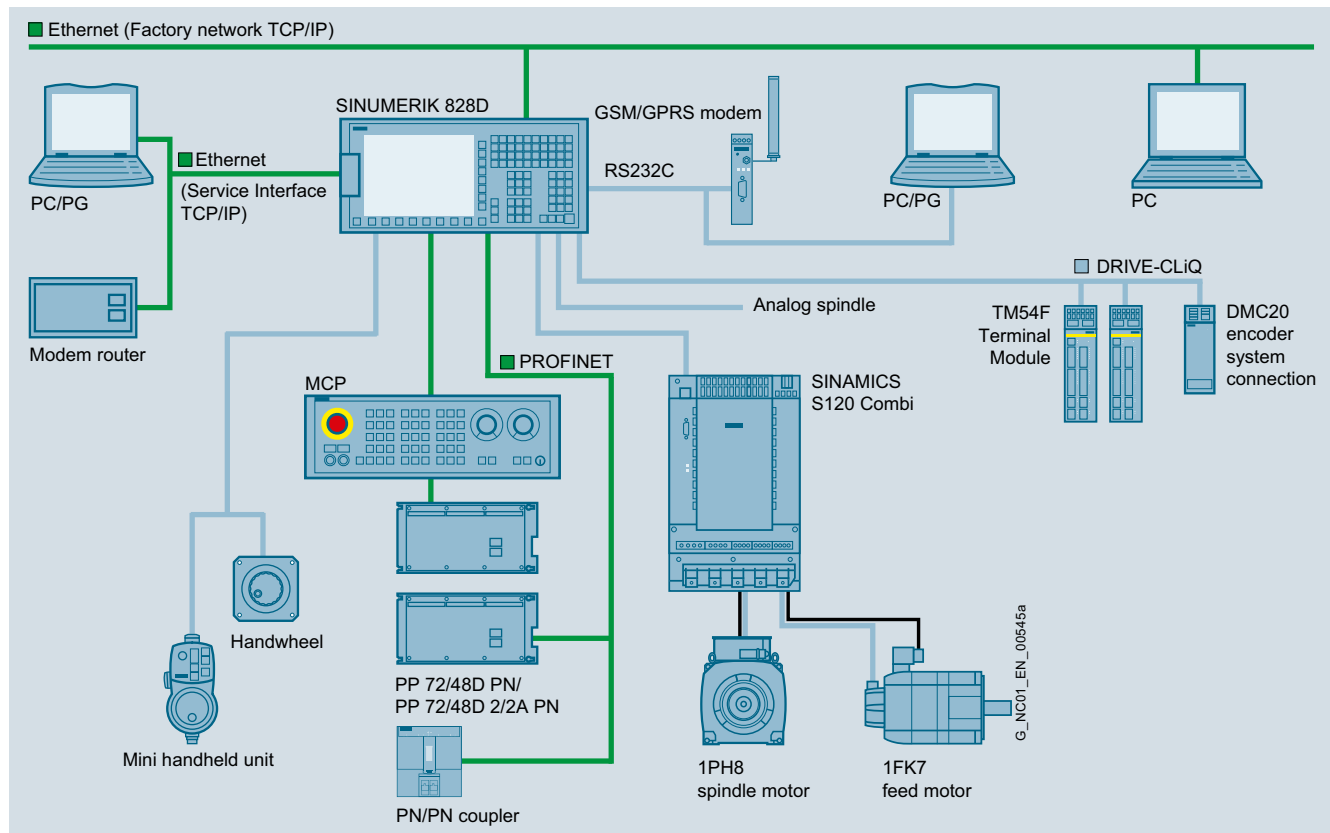 Ethernet (Factory network TCP/IP)
SINUMERIK 828D
GSM/GPRS modem
Ethernet
(Service Interface
TCP/IP)
RS232C
PC/PG
PC/PG
PC
DRIVE-CLiQ
Analog spindle
TM54F
Terminal
Module
DMC20
encoder
system
connection
Modem router
PROFINET
MCP
SINAMICS
S120 Combi
Handwheel
PP 72/48D PN/
PP 72/48D 2/2A PN
Mini handheld unit
PN/PN coupler
1PH8
spindle motor
1FK7
feed motor
G_NC01_EN_00545a